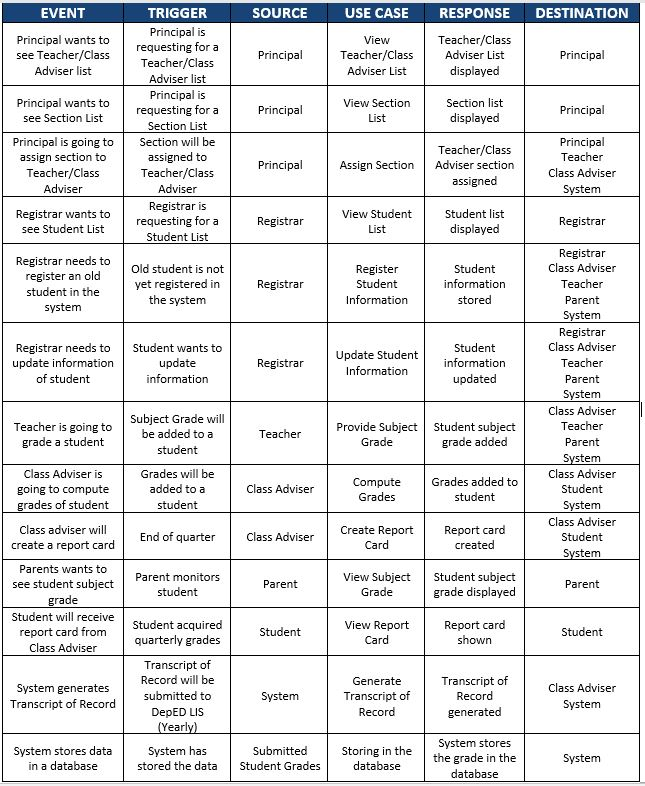 EVENT TRIGGER SOURCE USE CASE RESPONSE DESTINATION
Principal wants to
see Teacher/Class
Adviser list
Principal is
requesting for a
Teacher/Class
Adviser list
Principal
View
Teacher/Class
Adviser List
Teacher/Class
Adviser List
displayed
Principal
Principal wants to
see Section List
Principal is
requesting for a
Section List
Principal
View Section
List
Section list
displayed
Principal
Principal is going to
assign section to
Teacher/Class
Adviser
Section will be
assigned to
Teacher/Class
Adviser
Principal
Assign Section
Teacher/Class
Adviser section
assigned
Principal
Teacher
Class Adviser
System
Registrar wants to
see Student List
Registrar is
requesting for a
Student List
Registrar
View Student
List
Student list
displayed
Registrar
Registrar needs to
register an old
student in the
system
Old student is not
yet registered in
the system
Registrar
Register
Student
Information
Student
information
stored
Registrar
Class Adviser
Teacher
Parent
System
Registrar needs to
update information
of student
Student wants to
update
information
Registrar
Update Student
Information
Student
information
updated
Registrar
Class Adviser
Teacher
Parent
System
Teacher is going to
grade a student
Subject Grade will
be added to a
student
Teacher
Provide Subject
Grade
Student subject
grade added
Class Adviser
Teacher
Parent
System
Class Adviser is
going to compute
grades of student
Grades will be
added to a
student
Class Adviser
Compute
Grades
Grades added to
student
Class Adviser
Student
System
Class adviser will
create a report card
End of quarter
Class Adviser
Create Report
Card
Report card
created
Class Adviser
Student
System
Parents wants to
see student subject
grade
Parent monitors
student
Parent
View Subject
Grade
Student subject
grade displayed
Parent
Student will receive
report card from
Class Adviser
Student acquired
quarterly grades
Student
View Report
Card
Report card
shown
Student
System generates
Transcript of Record
Transcript of
Record will be
submitted to
DepED LIS
(Yearly)
System
Generate
Transcript of
Record
Transcript of
Record
generated
Class Adviser
System
System stores data
in a database
System has
stored the data
Submitted
Student Grades
Storing in the
database
System stores
the grade in the
database
System